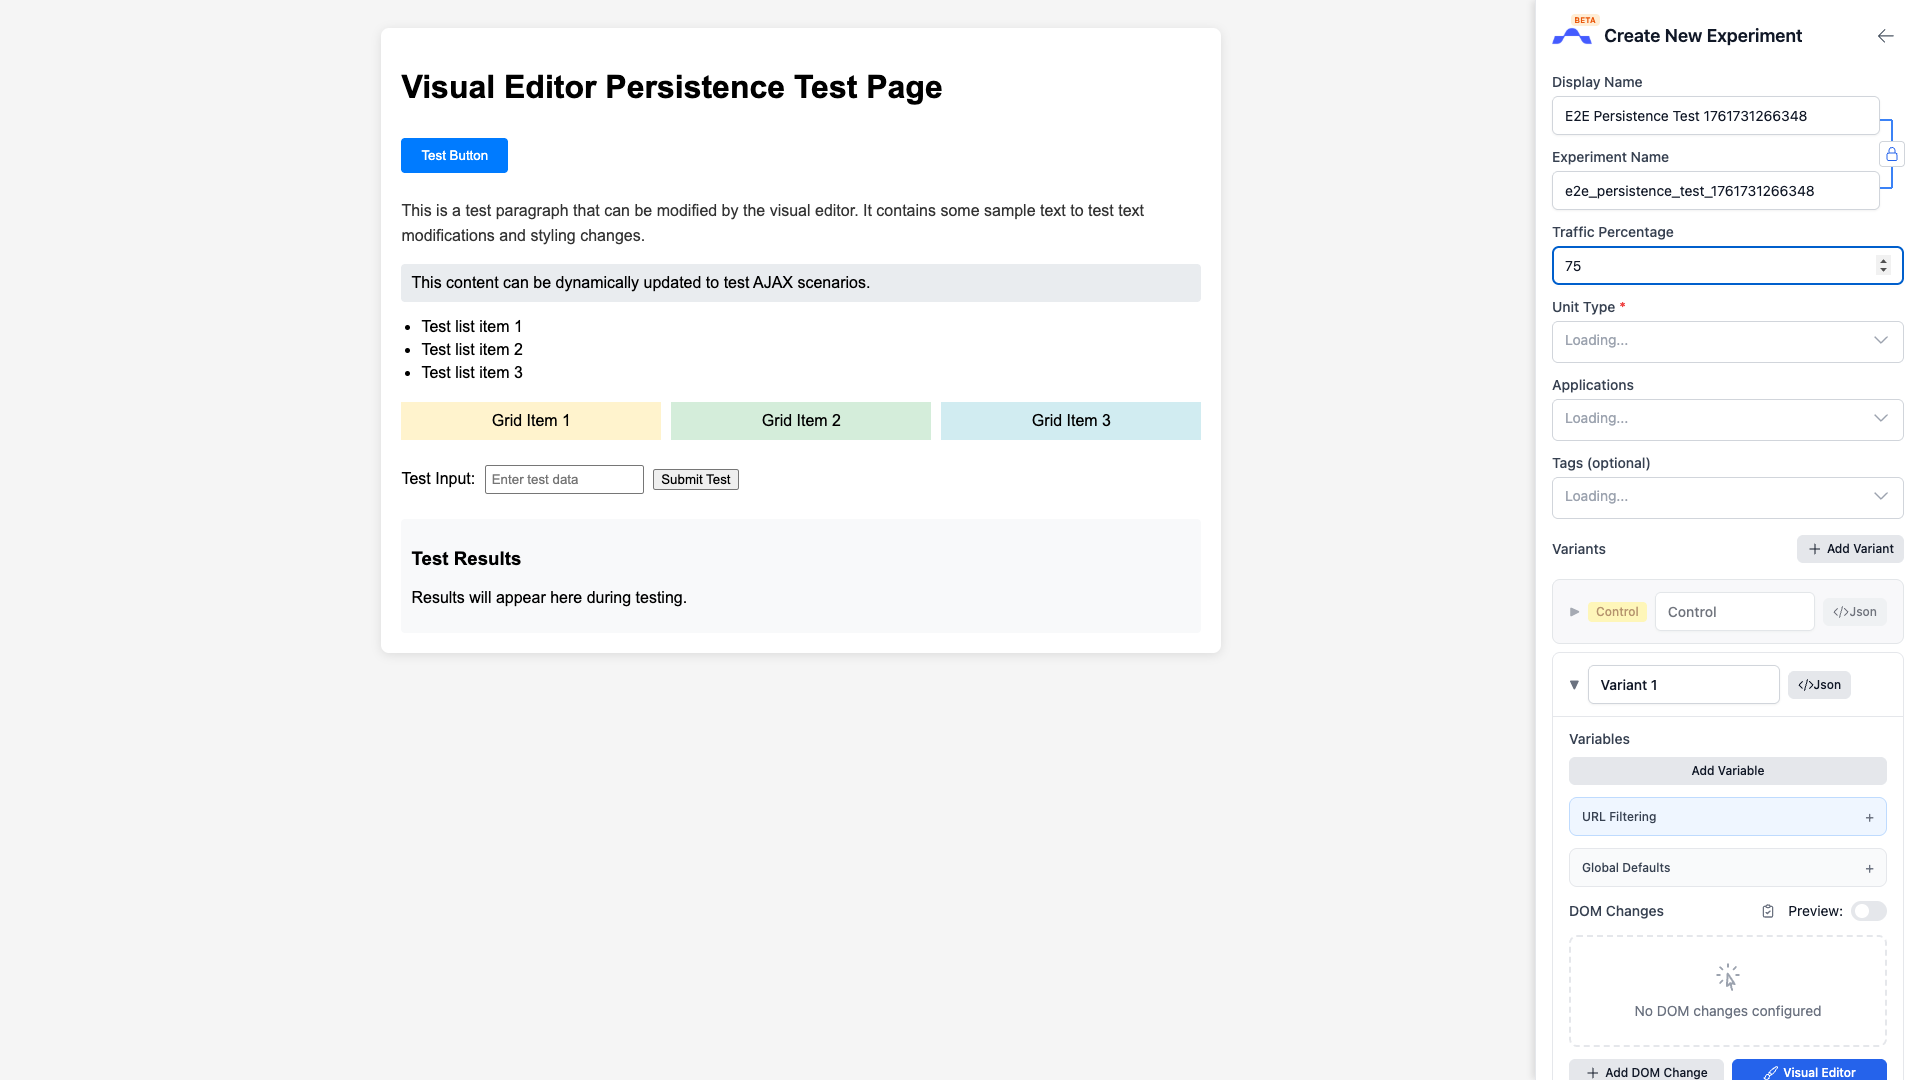 Visual Editor Persistence Test Page
Test Button
This is a test paragraph that can be modified by the visual editor. It contains some sample text to test text
modifications and styling changes.
This content can be dynamically updated to test AJAX scenarios.
Test list item 1
Test list item 2
Test list item 3
Grid Item 1
Grid Item 2
Grid Item 3
Test Input:
Enter test data
Submit Test
Test Results
Results will appear here during testing.
BETA
Create New Experiment
Display Name
E2E Persistence Test 1761731266348
Experiment Name
e2e_persistence_test_1761731266348
Traffic Percentage
75
Unit Type *
Loading...
Applications
Loading...
Tags (optional)
Loading...
Variants
+ Add Variant
Control
Control
</>Json
Variant 1
</>Json
Variables
Add Variable
URL Filtering +
Global Defaults +
DOM Changes
Preview:
No DOM changes configured
+ Add DOM Change
Visual Editor